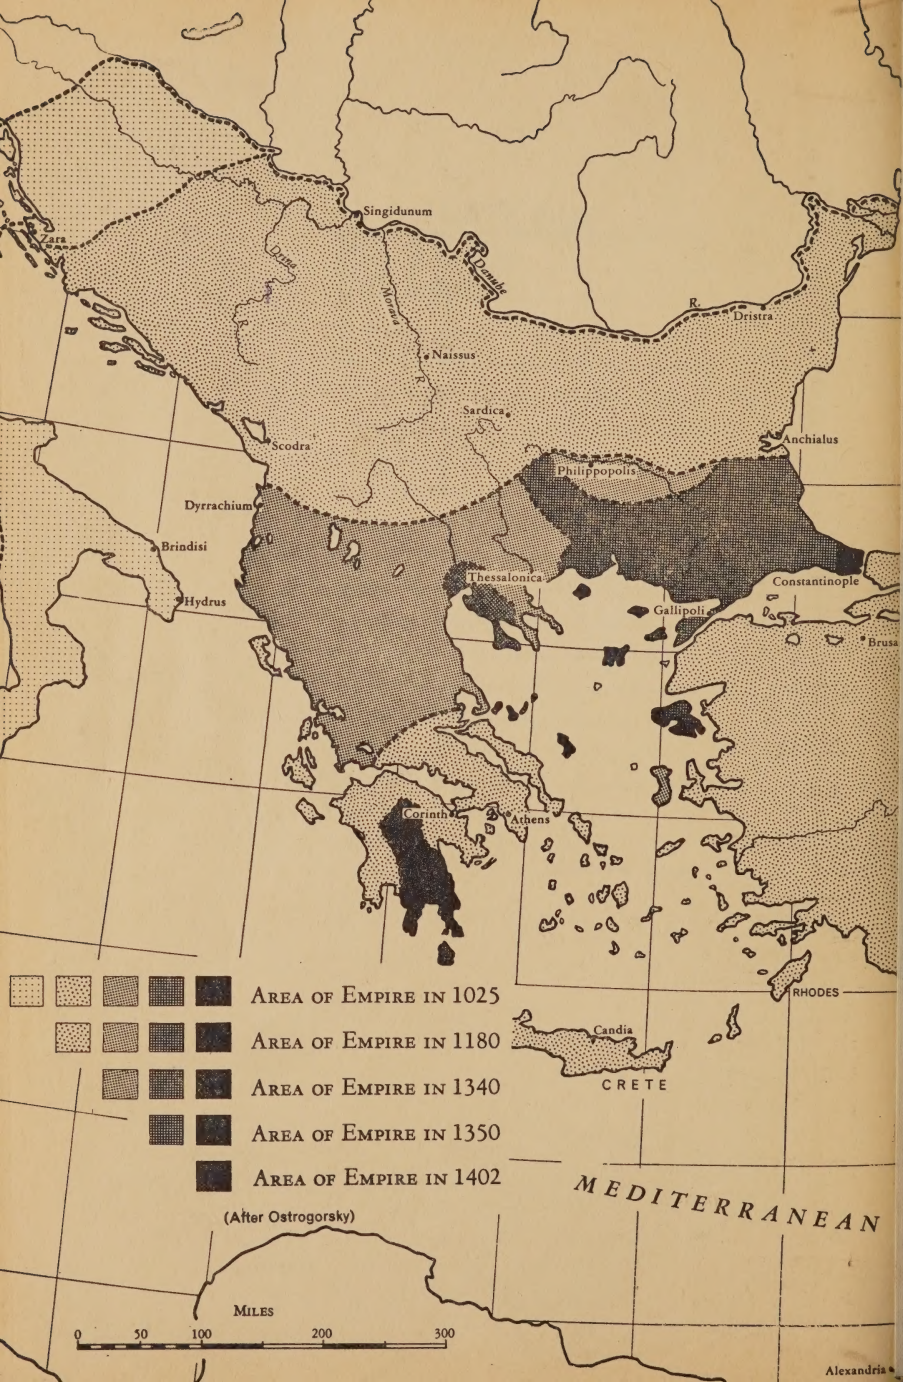 Zara
Singidunum
Drina
R.
Danube
Morava
R.
R.
Dristra
Naissus
Sardica
Scodra
Anchialus
Philippopolis
Dyrrachium
Brindisi
Thessalonica
Constantinople
Hydrus
Gallipoli
Brusa
Corinth
Athens
RHODES
Candia
CRETE
AREA OF EMPIRE IN 1025
AREA OF EMPIRE IN 1180
AREA OF EMPIRE IN 1340
AREA OF EMPIRE IN 1350
AREA OF EMPIRE IN 1402
(After Ostrogorsky)
MEDITERRANEAN
MILES
0 50 100 200 300
Alexandria